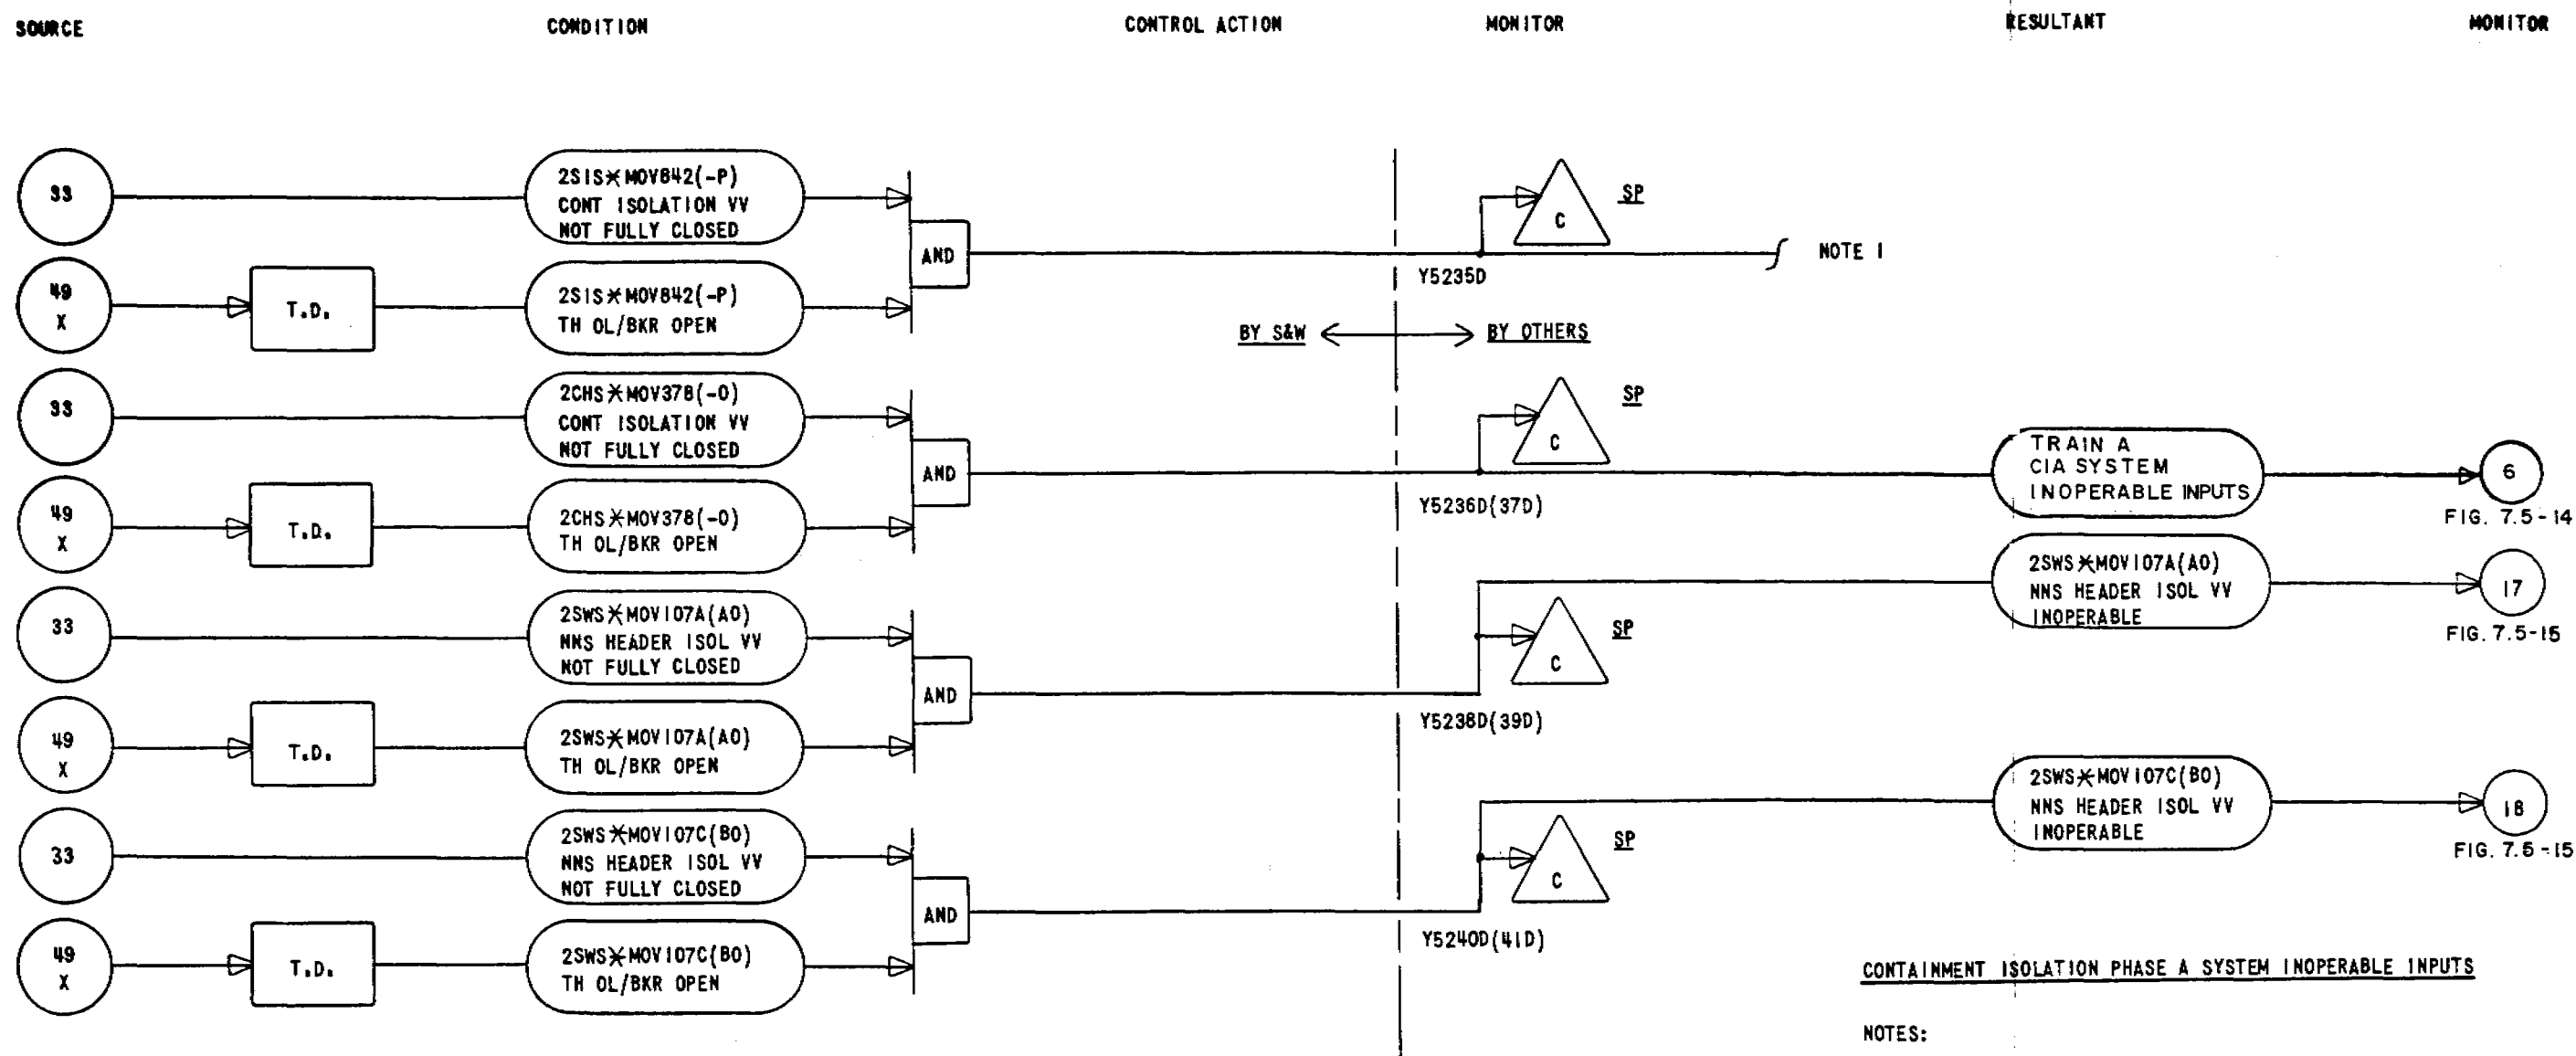 SOURCE CONDITION CONTROL ACTION MONITOR RESULTANT MONITOR
33
2SIS*MOV842(-P)
CONT ISOLATION VV
NOT FULLY CLOSED
AND
C
SP
Y5235D
NOTE 1
49
X
T.D.
2SIS*MOV842(-P)
TH OL/BKR OPEN
BY S&W
BY OTHERS
33
2CHS*MOV378(-O)
CONT ISOLATION VV
NOT FULLY CLOSED
AND
C
SP
Y5236D(37D)
TRAIN A
CIA SYSTEM
INOPERABLE INPUTS
6
FIG. 7.5-14
49
X
T.D.
2CHS*MOV378(-O)
TH OL/BKR OPEN
33
2SWS*MOV107A(AO)
NNS HEADER ISOL VV
NOT FULLY CLOSED
AND
C
SP
Y5238D(39D)
2SWS*MOV107A(AO)
NNS HEADER ISOL VV
INOPERABLE
17
FIG. 7.5-15
49
X
T.D.
2SWS*MOV107A(AO)
TH OL/BKR OPEN
33
2SWS*MOV107C(BO)
NNS HEADER ISOL VV
NOT FULLY CLOSED
AND
C
SP
Y5240D(41D)
2SWS*MOV107C(BO)
NNS HEADER ISOL VV
INOPERABLE
18
FIG. 7.5-15
49
X
T.D.
2SWS*MOV107C(BO)
TH OL/BKR OPEN
CONTAINMENT ISOLATION PHASE A SYSTEM INOPERABLE INPUTS
NOTES: